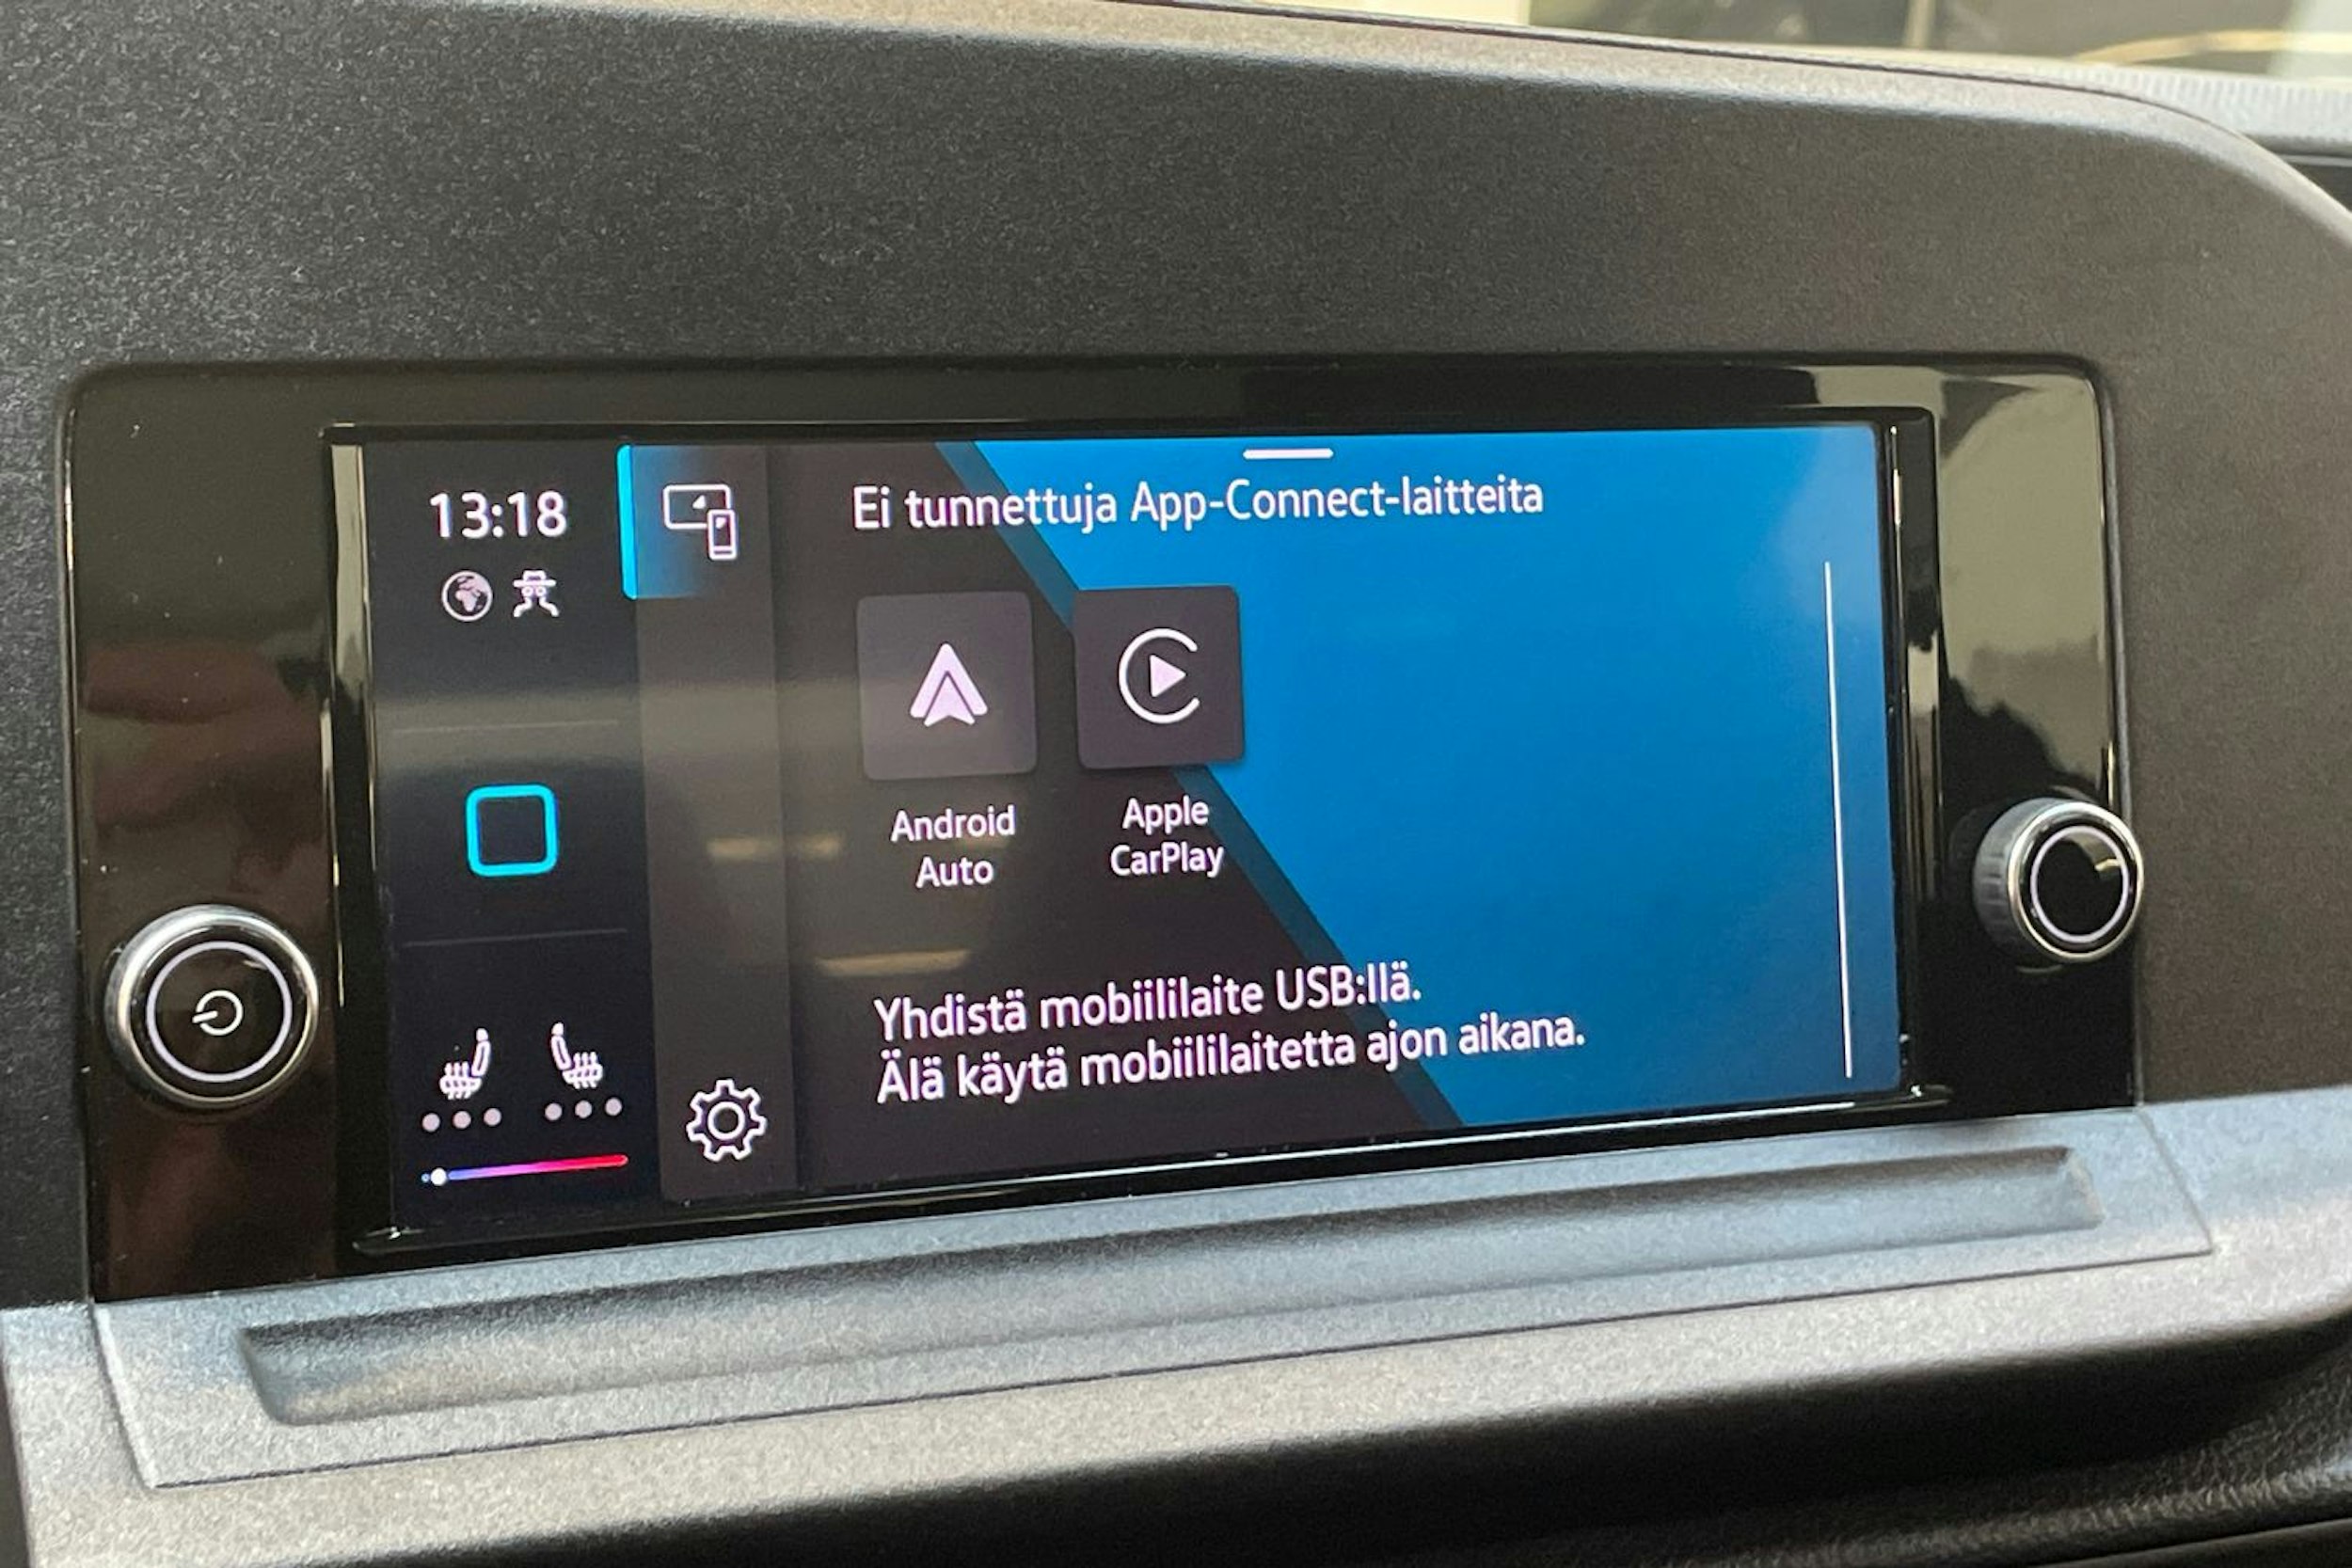 13:18
Ei tunnettuja App-Connect-laitteita
Android
Auto
Apple
CarPlay
Yhdistä mobiililaite USB:llä.
Älä käytä mobiililaitetta ajon aikana.